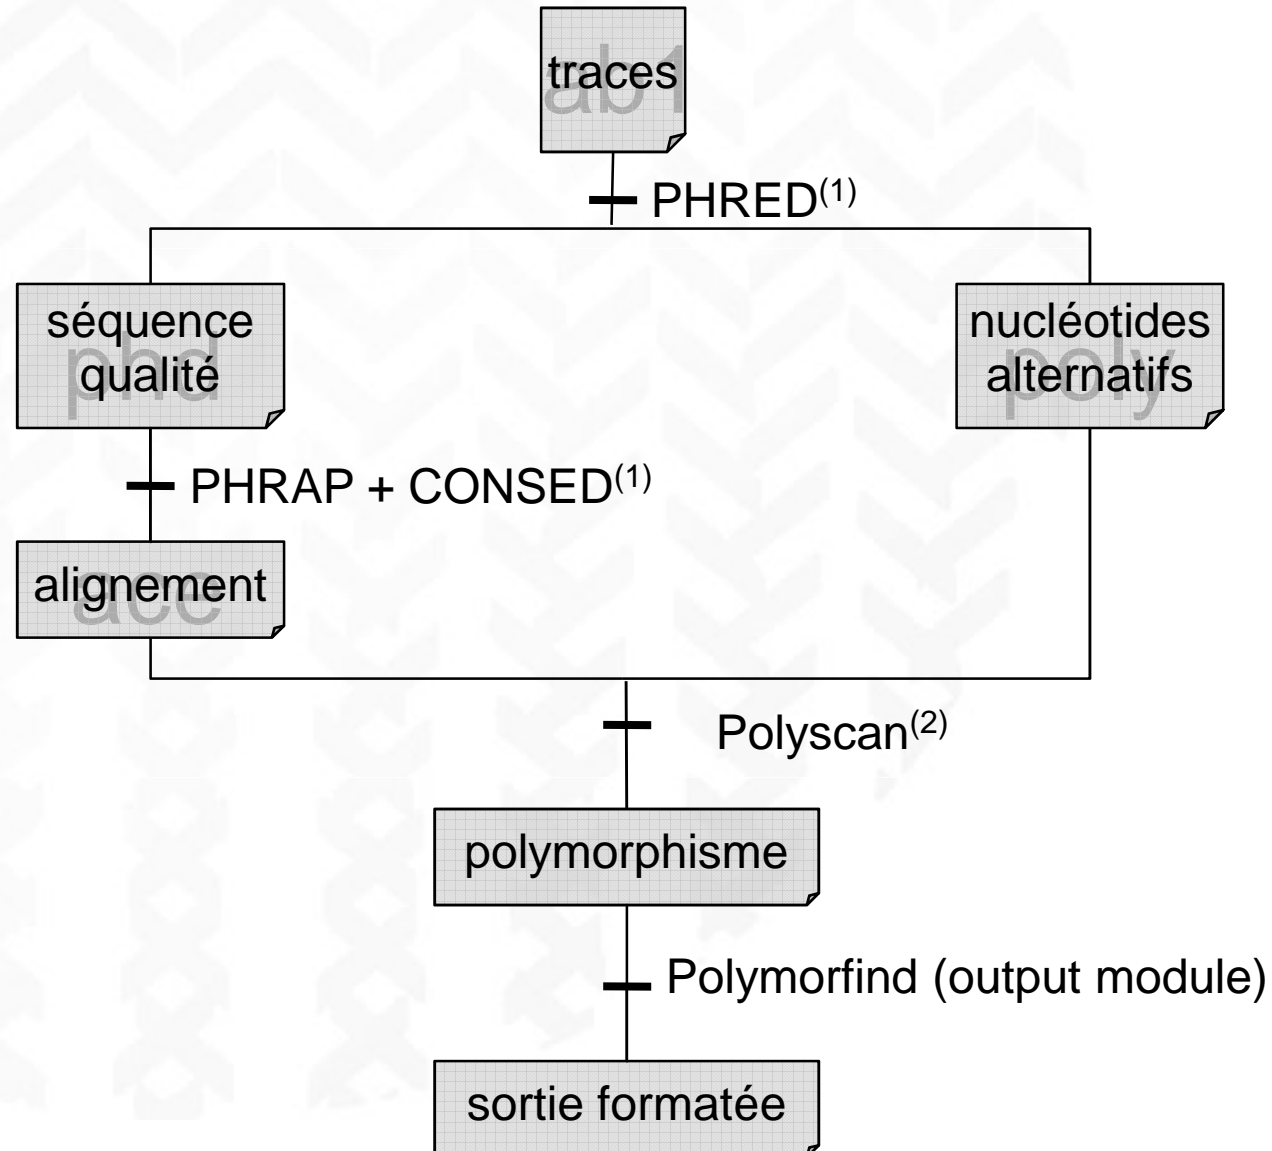 traces
ab1
PHRED(1)
séquence
qualité
phd
nucléotides
alternatifs
poly
PHRAP + CONSED(1)
alignement
ace
Polyscan(2)
polymorphisme
Polymorfind (output module)
sortie formatée